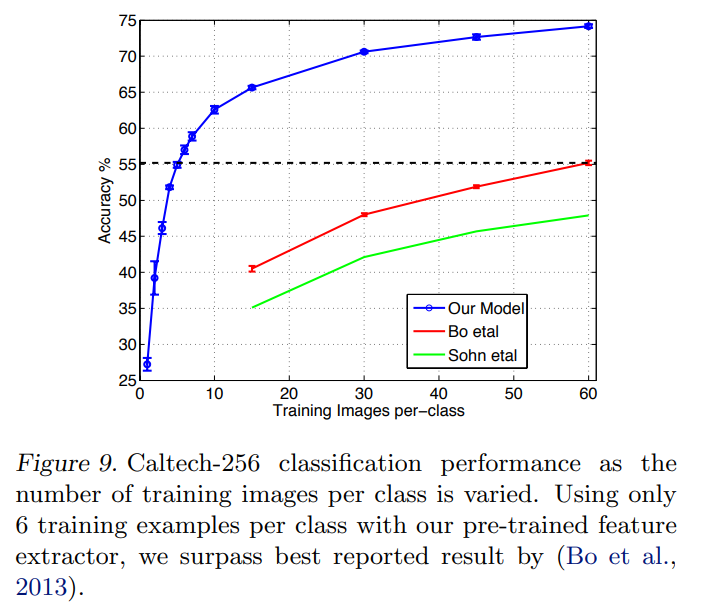 75
70
65
60
55
50
45
40
35
30
25
Accuracy %
0 10 20 30 40 50 60
Training Images per-class
Our Model
Bo etal
Sohn etal
Figure 9. Caltech-256 classification performance as the
number of training images per class is varied. Using only
6 training examples per class with our pre-trained feature
extractor, we surpass best reported result by (Bo et al.,
2013).